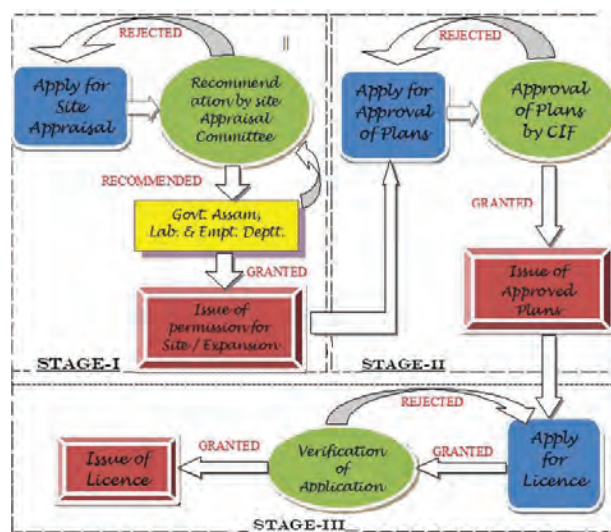 REJECTED
Apply for
Site
Appraisal
Recommend
ation by site
Appraisal
Committee
RECOMMENDED
Govt. Assam,
Lab. & Empt. Deptt.
GRANTED
Issue of
permission for
Site / Expansion
STAGE-I
REJECTED
Apply for
Approval
of Plans
Approval
of Plans
by CIF
GRANTED
Issue of
Approved
Plans
STAGE-II
REJECTED
Apply
for
Licence
GRANTED
Verification
of
Application
GRANTED
Issue of
Licence
STAGE-III